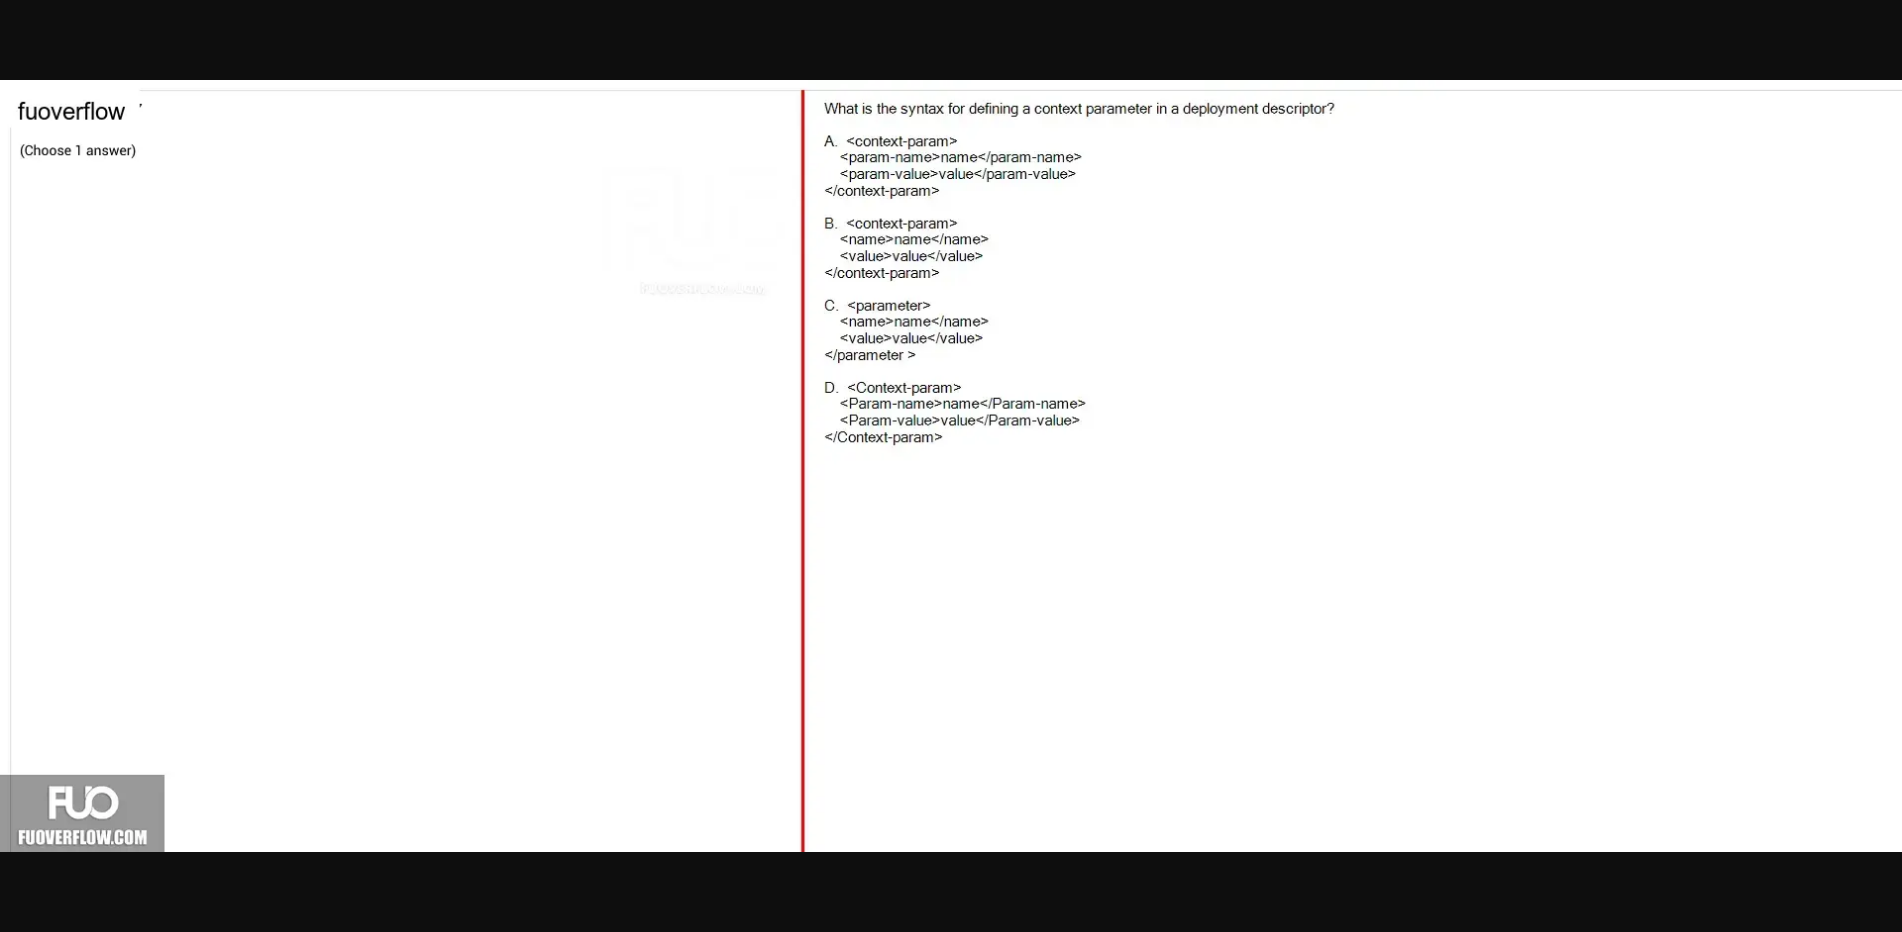 fuoverflow
(Choose 1 answer)
What is the syntax for defining a context parameter in a deployment descriptor?
A.  <context-param>
<param-name>name</param-name>
<param-value>value</param-value>
</context-param>
B.  <context-param>
<name>name</name>
<value>value</value>
</context-param>
C.  <parameter>
<name>name</name>
<value>value</value>
</parameter >
D.  <Context-param>
<Param-name>name</Param-name>
<Param-value>value</Param-value>
</Context-param>
FUO
FUOVERFLOW.COM
FUO
FUOVERFLOW.COM